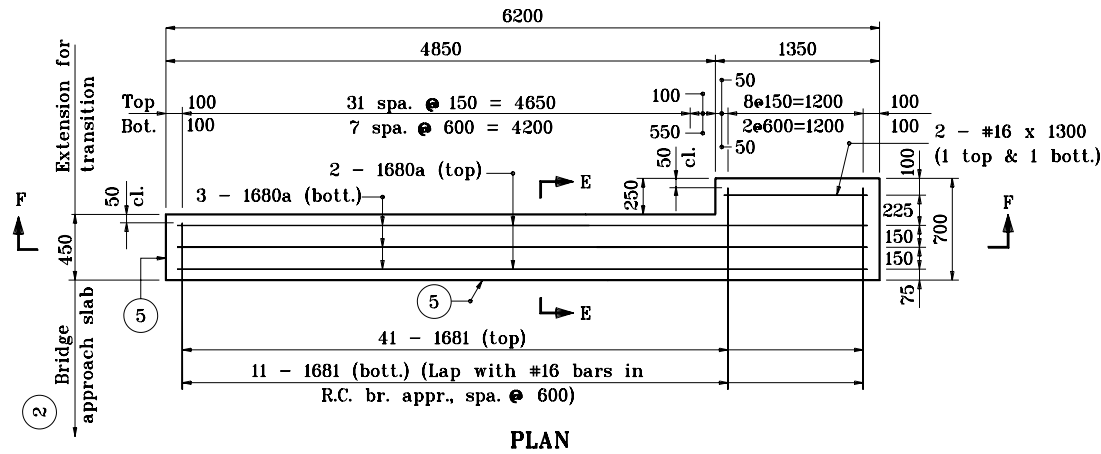 6200
4850
1350
Extension for
transition
Top
100
31 spa. @ 150 = 4650
100
50
8@150=1200
100
Bot.
100
7 spa. @ 600 = 4200
550
50
2@600=1200
100
2 - #16 x 1300
(1 top & 1 bott.)
50
cl.
2 - 1680a (top)
3 - 1680a (bott.)
50
cl.
E
250
100
225
150
150
75
700
F
F
450
5
5
E
Bridge
approach slab
2
41 - 1681 (top)
11 - 1681 (bott.) (Lap with #16 bars in
R.C. br. appr., spa. @ 600)
PLAN